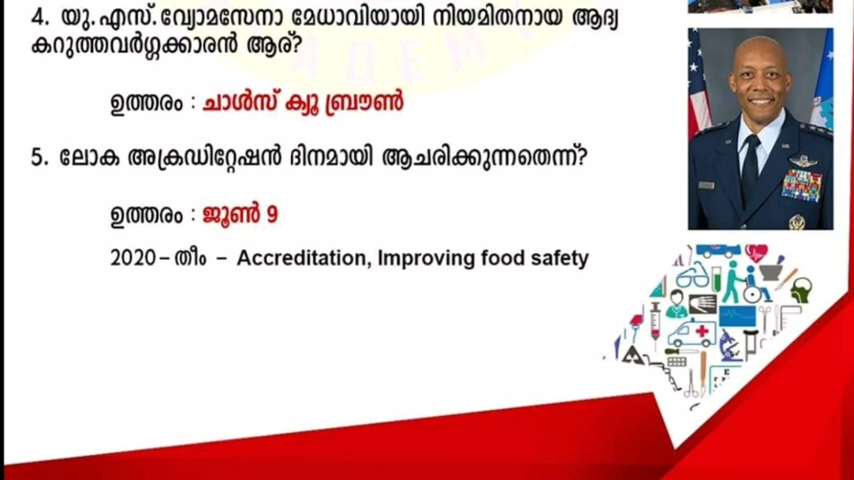 4. യു.എസ്.വ്യോമസേനാ മേധാവിയായി നിയമിതനായ ആദ്യ
കറുത്തവർഗ്ഗക്കാരൻ ആര്?
ഉത്തരം : ചാൾസ് ക്യൂ ബ്രൗൺ
5. ലോക അക്രഡിറ്റേഷൻ ദിനമായി ആചരിക്കുന്നതെന്ന്?
ഉത്തരം : ജൂൺ 9
2020 – തീം – Accreditation, Improving food safety